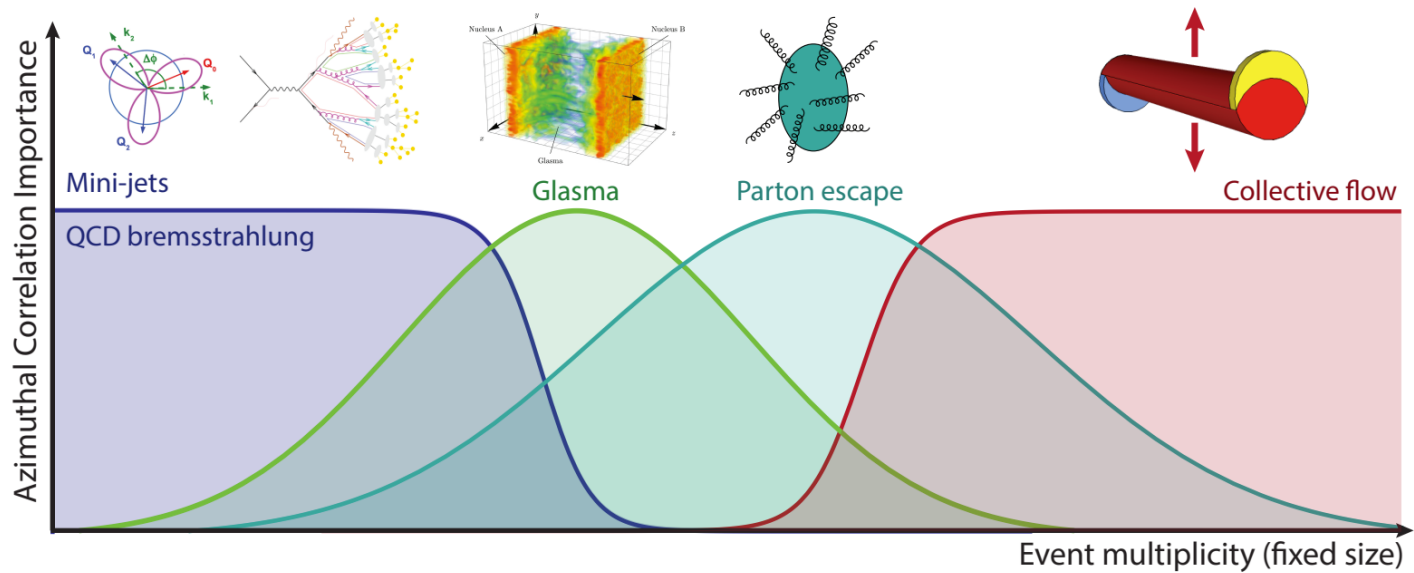 Azimuthal Correlation Importance
k₂
Q₁
Δϕ
Q₀
k₁
Q₂
Nucleus A
y
Nucleus B
x
z
Glasma
Mini-jets
QCD bremsstrahlung
Glasma
Parton escape
Collective flow
Event multiplicity (fixed size)